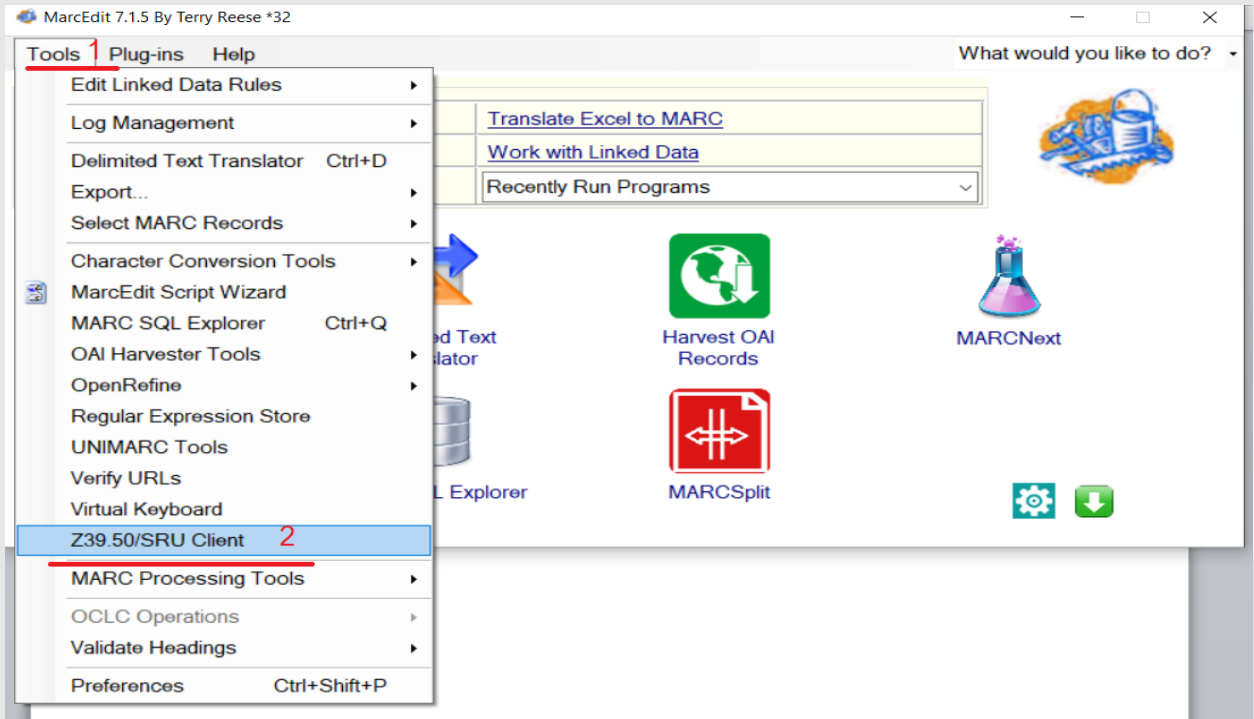 MarcEdit 7.1.5 By Terry Reese *32
Tools 1 Plug-ins Help What would you like to do?
Edit Linked Data Rules
Log Management
Delimited Text Translator Ctrl+D
Export...
Select MARC Records
Character Conversion Tools
MarcEdit Script Wizard
MARC SQL Explorer Ctrl+Q
OAI Harvester Tools
OpenRefine
Regular Expression Store
UNIMARC Tools
Verify URLs
Virtual Keyboard
Z39.50/SRU Client 2
MARC Processing Tools
OCLC Operations
Validate Headings
Preferences Ctrl+Shift+P
Translate Excel to MARC
Work with Linked Data
Recently Run Programs
ed Text
lator
Harvest OAI
Records
MARCNext
L Explorer
MARCSplit